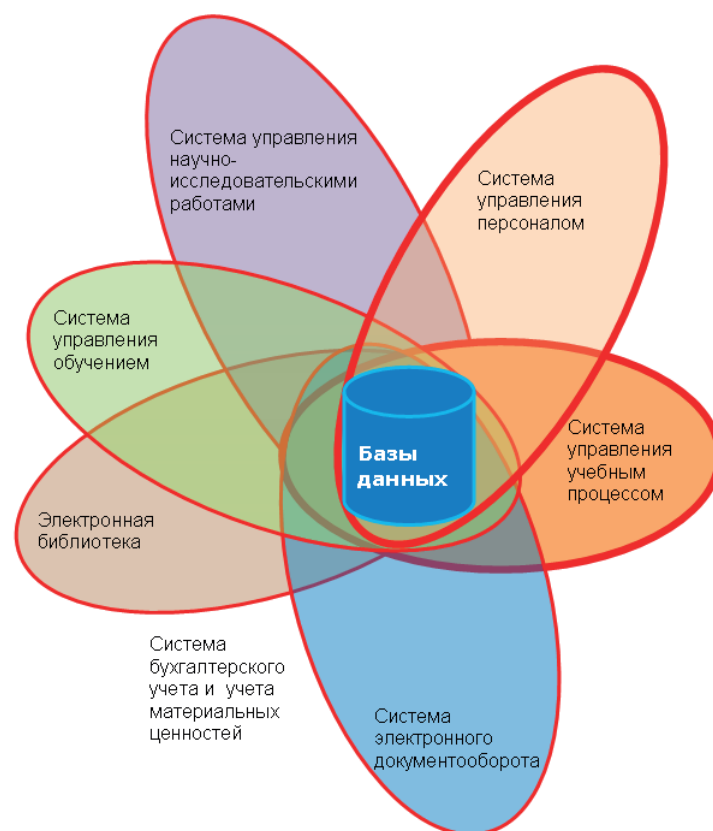 Система управления
научно-
исследовательскими
работами
Система
управления
персоналом
Система
управления
обучением
Система
управления
учебным
процессом
Базы
данных
Электронная
библиотека
Система
бухгалтерского
учета и учета
материальных
ценностей
Система
электронного
документооборота